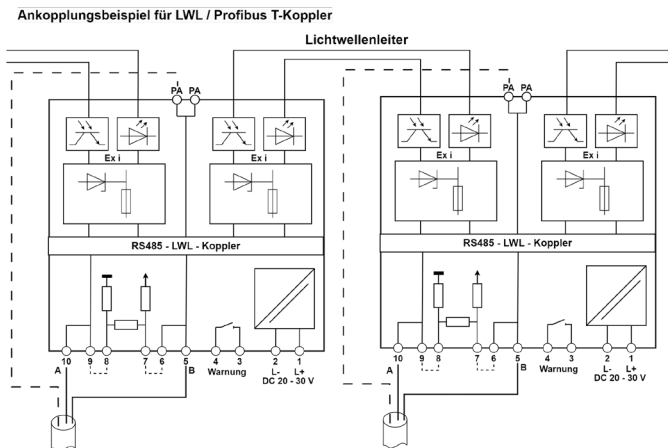 Ankopplungsbeispiel für LWL / Profibus T-Koppler
Lichtwellenleiter
PA PA
Ex i Ex i
RS485 - LWL - Koppler
10 9 8 7 6 5 4 3 2 1
A B Warnung L- L+
DC 20 - 30 V
PA PA
Ex i Ex i
RS485 - LWL - Koppler
10 9 8 7 6 5 4 3 2 1
A B Warnung L- L+
DC 20 - 30 V